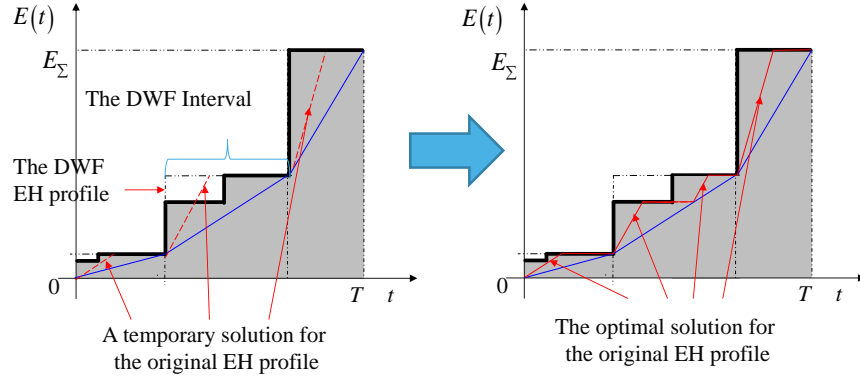 E(t)
E_Σ
The DWF Interval
The DWF
EH profile
0
T
t
A temporary solution for
the original EH profile
E(t)
E_Σ
0
T
t
The optimal solution for
the original EH profile